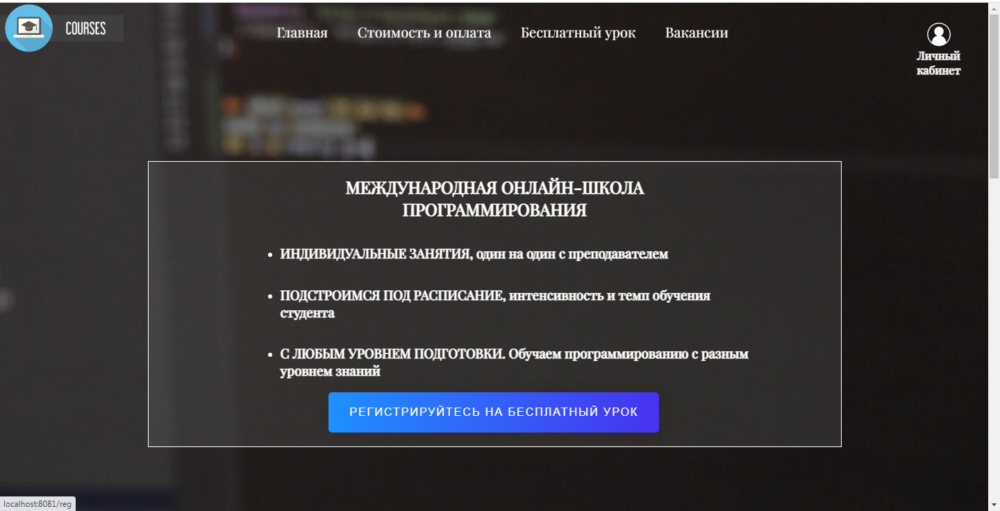 COURSES
Главная Стоимость и оплата Бесплатный урок Вакансии
Личный
кабинет
МЕЖДУНАРОДНАЯ ОНЛАЙН-ШКОЛА
ПРОГРАММИРОВАНИЯ
• ИНДИВИДУАЛЬНЫЕ ЗАНЯТИЯ, один на один с преподавателем
• ПОДСТРОИМСЯ ПОД РАСПИСАНИЕ, интенсивность и темп обучения
студента
• С ЛЮБЫМ УРОВНЕМ ПОДГОТОВКИ. Обучаем программированию с разным
уровнем знаний
РЕГИСТРИРУЙТЕСЬ НА БЕСПЛАТНЫЙ УРОК
localhost:8081/reg